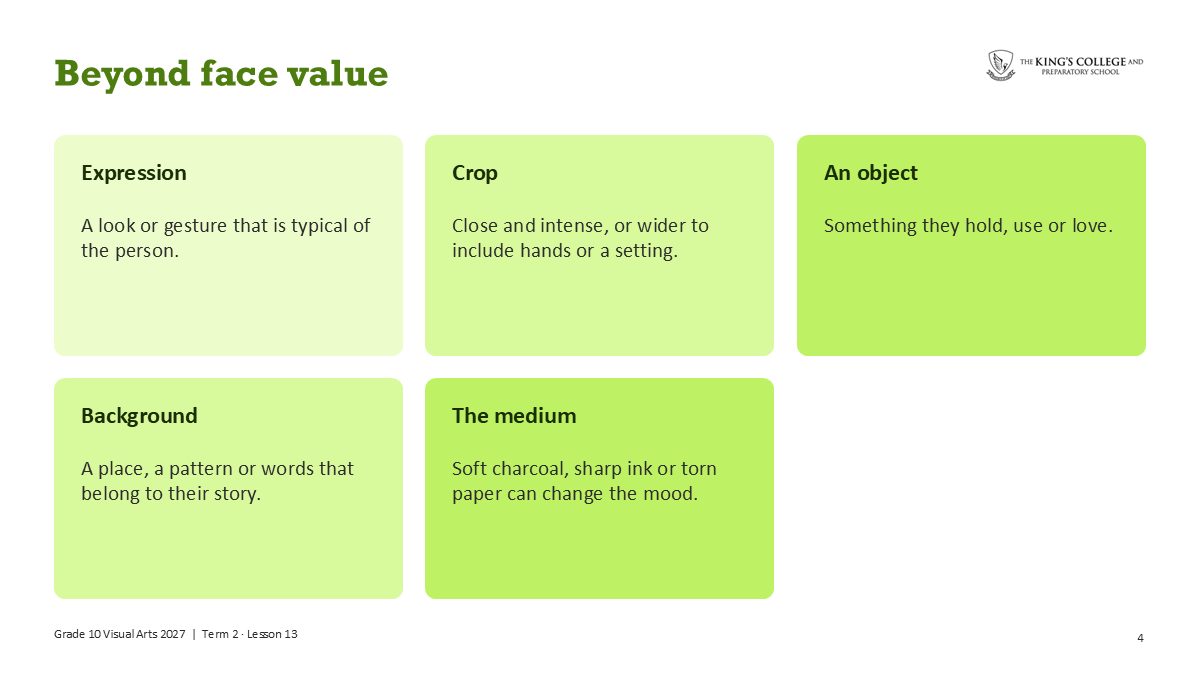 Beyond face value
THE KING'S COLLEGE AND
PREPARATORY SCHOOL
Expression
A look or gesture that is typical of
the person.
Crop
Close and intense, or wider to
include hands or a setting.
An object
Something they hold, use or love.
Background
A place, a pattern or words that
belong to their story.
The medium
Soft charcoal, sharp ink or torn
paper can change the mood.
Grade 10 Visual Arts 2027 | Term 2 · Lesson 13
4